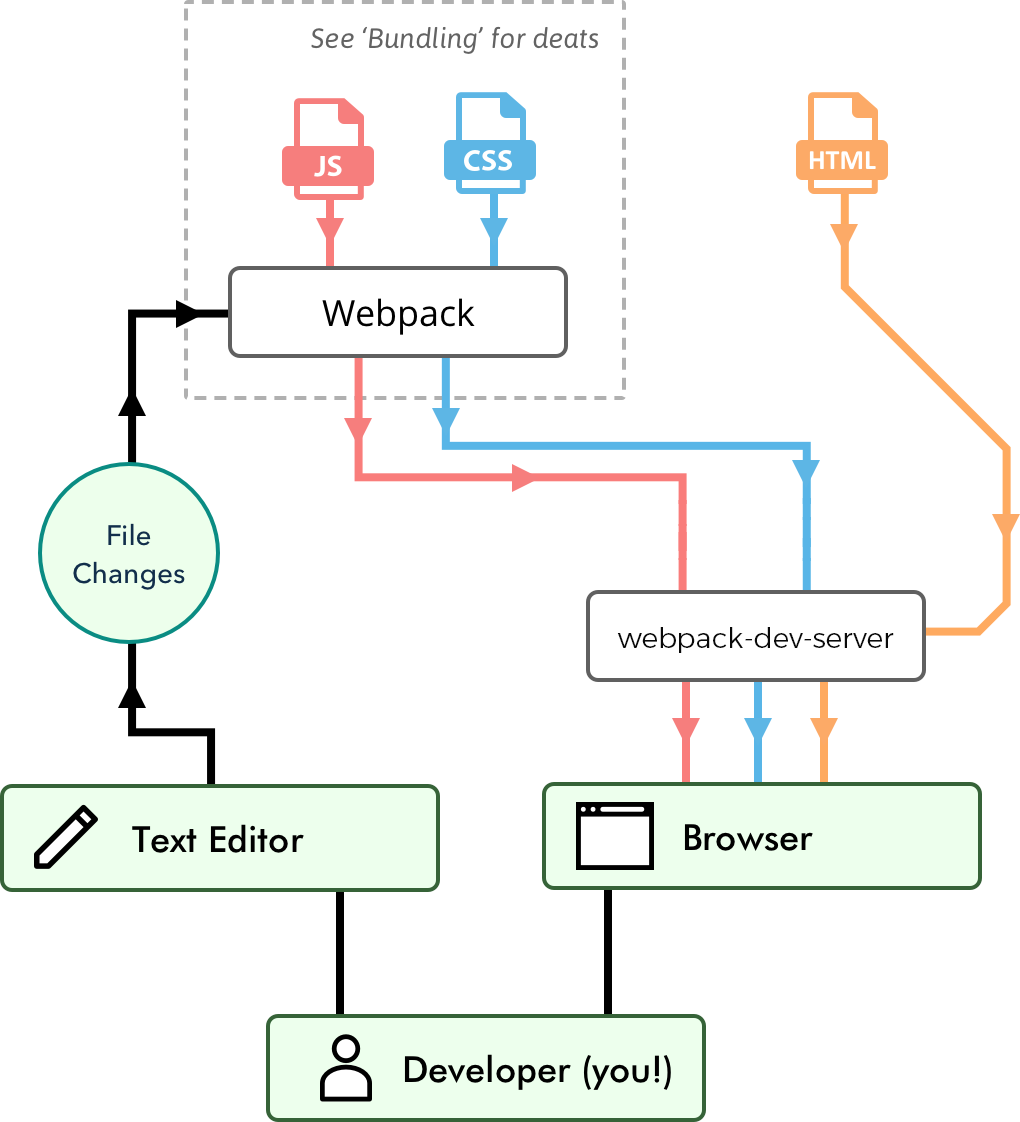 See ‘Bundling’ for deats
JS
CSS
HTML
Webpack
File
Changes
webpack-dev-server
Text Editor
Browser
Developer (you!)